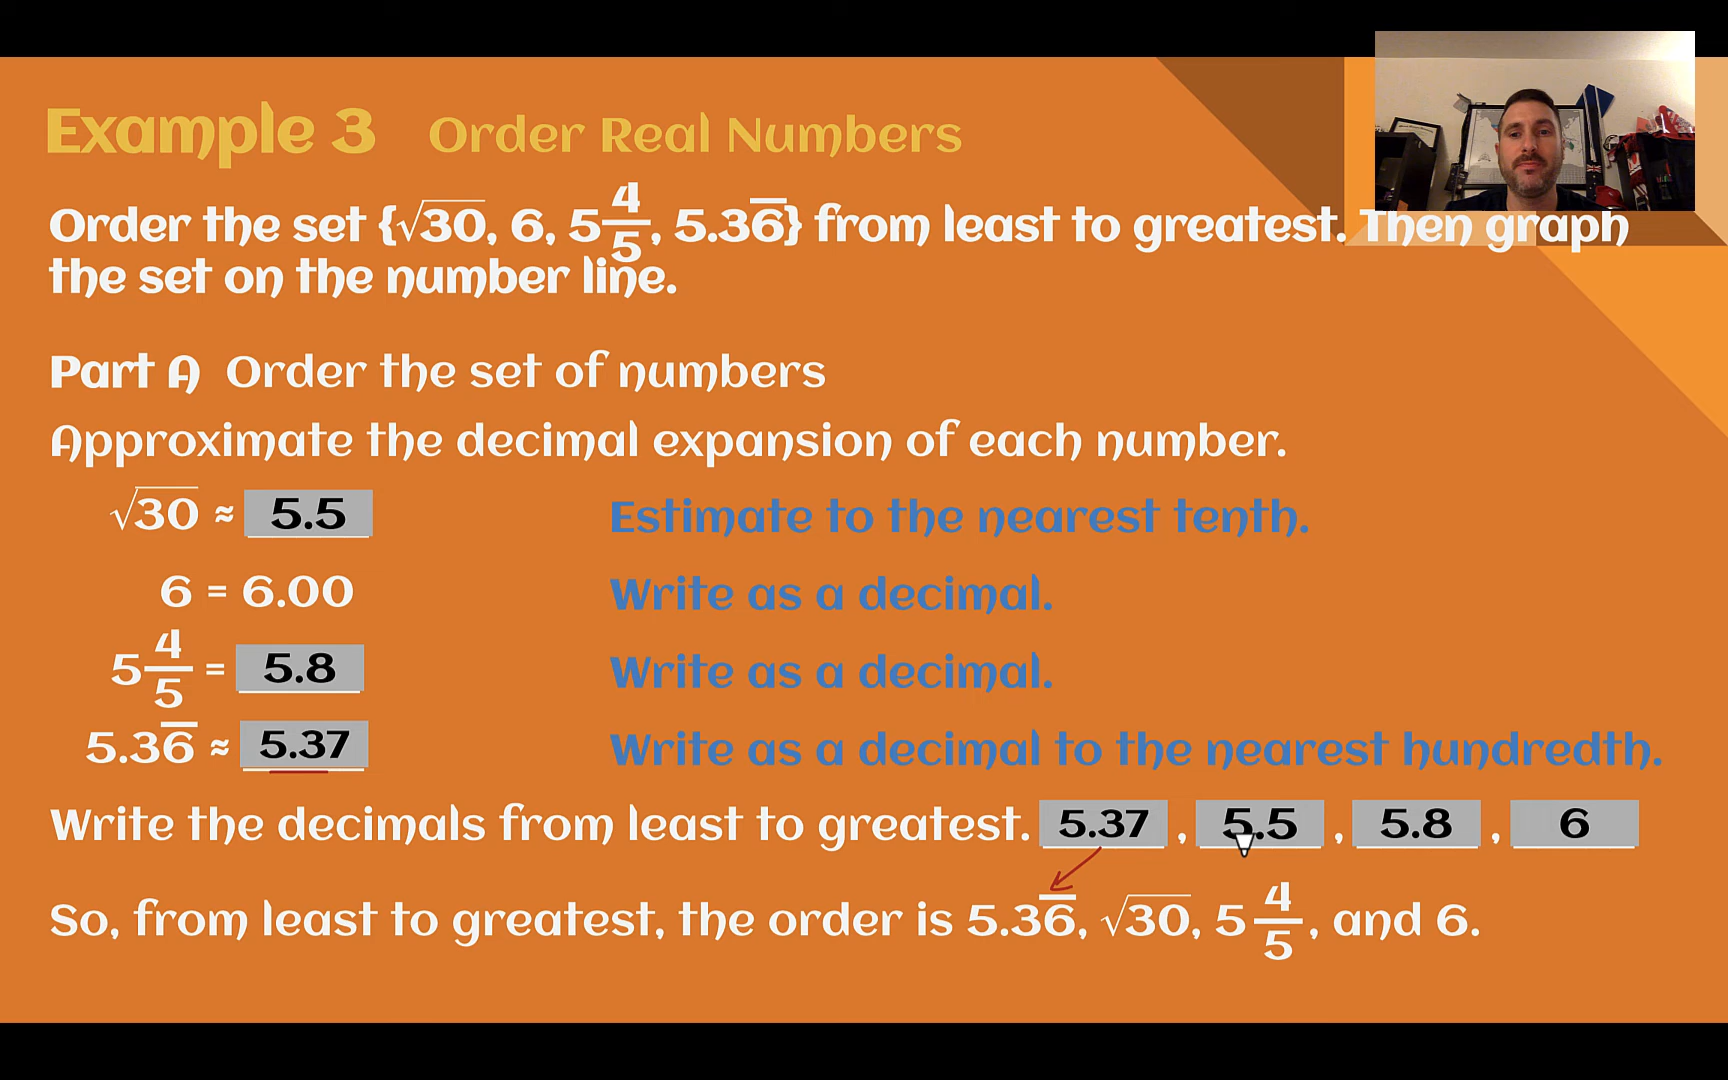 Example 3 Order Real Numbers
Order the set {√30, 6, 5 4/5, 5.36̅} from least to greatest. Then graph
the set on the number line.
Part A Order the set of numbers
Approximate the decimal expansion of each number.
√30 ≈ 5.5 Estimate to the nearest tenth.
6 = 6.00 Write as a decimal.
5 4/5 = 5.8 Write as a decimal.
5.36̅ ≈ 5.37 Write as a decimal to the nearest hundredth.
Write the decimals from least to greatest. 5.37 , 5.5 , 5.8 , 6
So, from least to greatest, the order is 5.36̅, √30, 5 4/5, and 6.